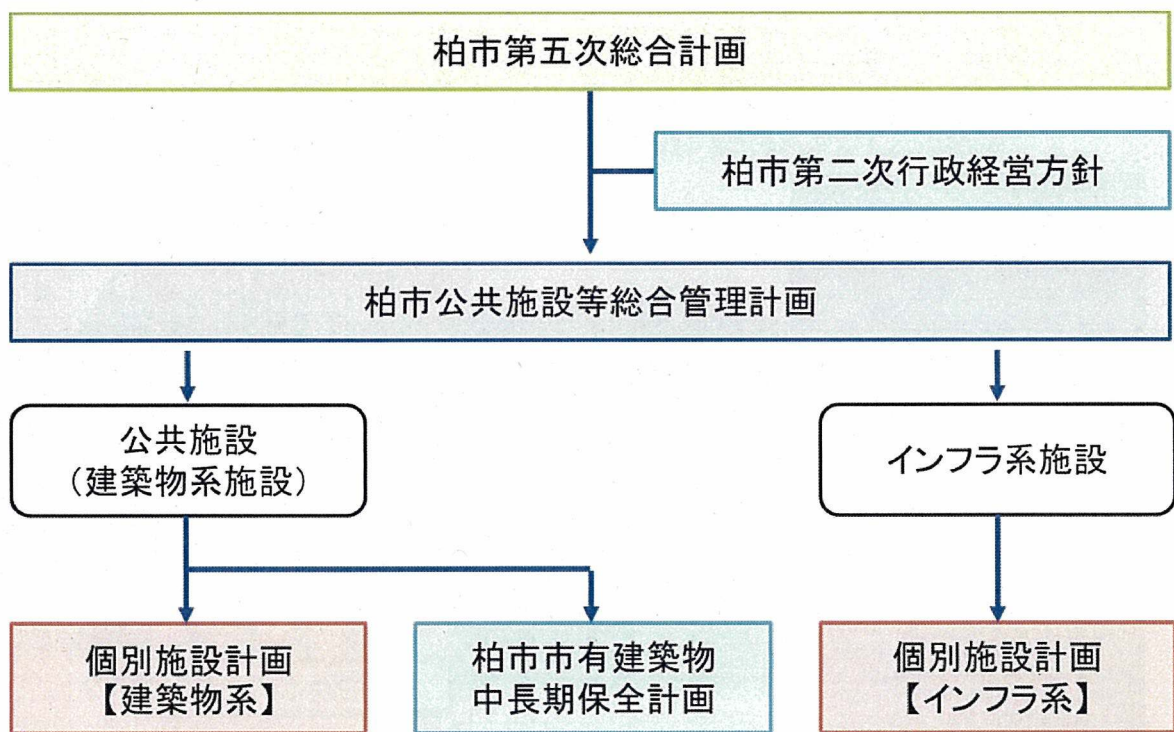 柏市第五次総合計画
柏市第二次行政経営方針
柏市公共施設等総合管理計画
公共施設
（建築物系施設）
インフラ系施設
個別施設計画
【建築物系】
柏市市有建築物
中長期保全計画
個別施設計画
【インフラ系】